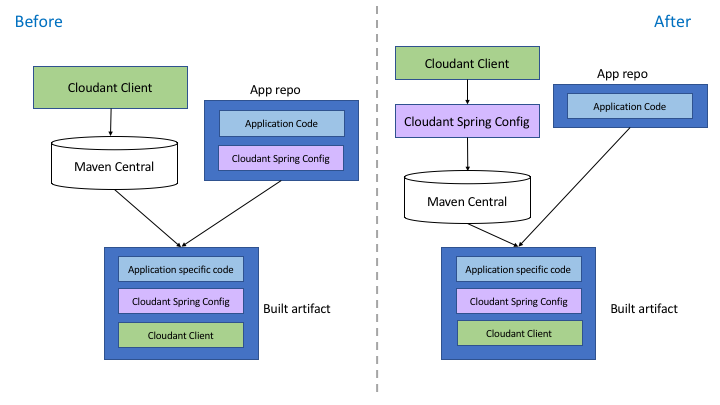 Before
Cloudant Client
App repo
Application Code
Cloudant Spring Config
Maven Central
Application specific code
Cloudant Spring Config
Cloudant Client
Built artifact
After
Cloudant Client
App repo
Application Code
Cloudant Spring Config
Maven Central
Application specific code
Cloudant Spring Config
Cloudant Client
Built artifact